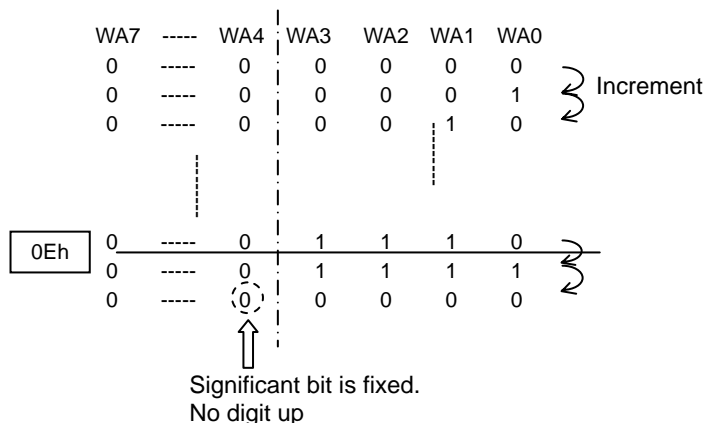 WA7 ----- WA4 WA3 WA2 WA1 WA0
0 ----- 0 0 0 0 0
0 ----- 0 0 0 0 1
Increment
0 ----- 0 0 0 1 0
0Eh
0 ----- 0 1 1 1 0
0 ----- 0 1 1 1 1
0 ----- 0 0 0 0 0
Significant bit is fixed.
No digit up